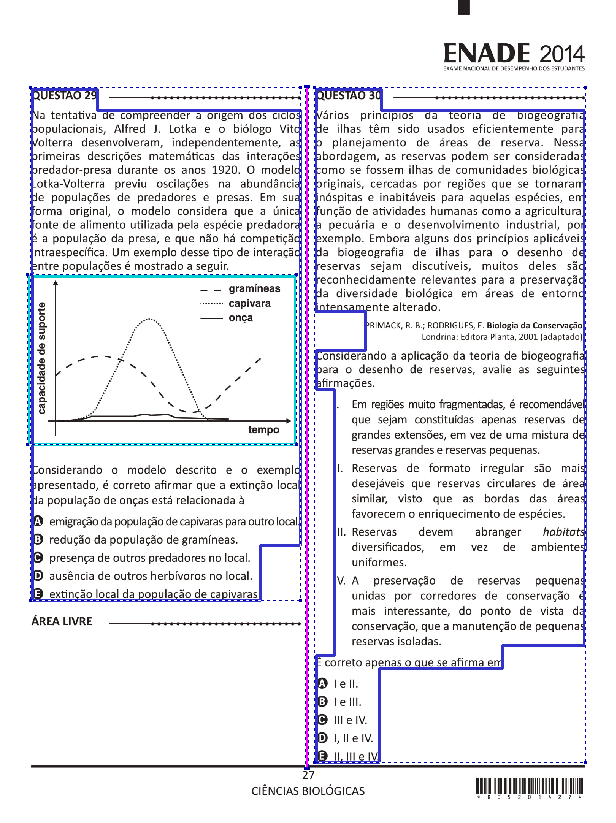 ENADE 2014
EXAME NACIONAL DE DESEMPENHO DOS ESTUDANTES
QUESTÃO 29
Na tentativa de compreender a origem dos ciclos
populacionais, Alfred J. Lotka e o biólogo Vito
Volterra desenvolveram, independentemente, as
primeiras descrições matemáticas das interações
predador-presa durante os anos 1920. O modelo
Lotka-Volterra previu oscilações na abundância
de populações de predadores e presas. Em sua
forma original, o modelo considera que a única
fonte de alimento utilizada pela espécie predadora
é a população da presa, e que não há competição
intraespecífica. Um exemplo desse tipo de interação
entre populações é mostrado a seguir.
gramíneas
capivara
onça
capacidade de suporte
tempo
Considerando o modelo descrito e o exemplo
apresentado, é correto afirmar que a extinção local
da população de onças está relacionada à
A emigração da população de capivaras para outro local.
B redução da população de gramíneas.
C presença de outros predadores no local.
D ausência de outros herbívoros no local.
E extinção local da população de capivaras
ÁREA LIVRE
QUESTÃO 30
Vários princípios da teoria de biogeografia
de ilhas têm sido usados eficientemente para
o planejamento de áreas de reserva. Nessa
abordagem, as reservas podem ser consideradas
como se fossem ilhas de comunidades biológicas
originais, cercadas por regiões que se tornaram
inóspitas e inabitáveis para aquelas espécies, em
função de atividades humanas como a agricultura,
a pecuária e o desenvolvimento industrial, por
exemplo. Embora alguns dos princípios aplicáveis
da biogeografia de ilhas para o desenho de
reservas sejam discutíveis, muitos deles são
reconhecidamente relevantes para a preservação
da diversidade biológica em áreas de entorno
intensamente alterado.
PRIMACK, R. B.; RODRIGUES, E. Biologia da Conservação.
Londrina: Editora Planta, 2001 (adaptado).
Considerando a aplicação da teoria de biogeografia
para o desenho de reservas, avalie as seguintes
afirmações.
I. Em regiões muito fragmentadas, é recomendável
que sejam constituídas apenas reservas de
grandes extensões, em vez de uma mistura de
reservas grandes e reservas pequenas.
II. Reservas de formato irregular são mais
desejáveis que reservas circulares de área
similar, visto que as bordas das áreas
favorecem o enriquecimento de espécies.
III. Reservas devem abranger habitats
diversificados, em vez de ambientes
uniformes.
IV. A preservação de reservas pequenas
unidas por corredores de conservação é
mais interessante, do ponto de vista da
conservação, que a manutenção de pequenas
reservas isoladas.
É correto apenas o que se afirma em
A I e II.
B I e III.
C III e IV.
D I, II e IV.
E II, III e IV.
27
CIÊNCIAS BIOLÓGICAS